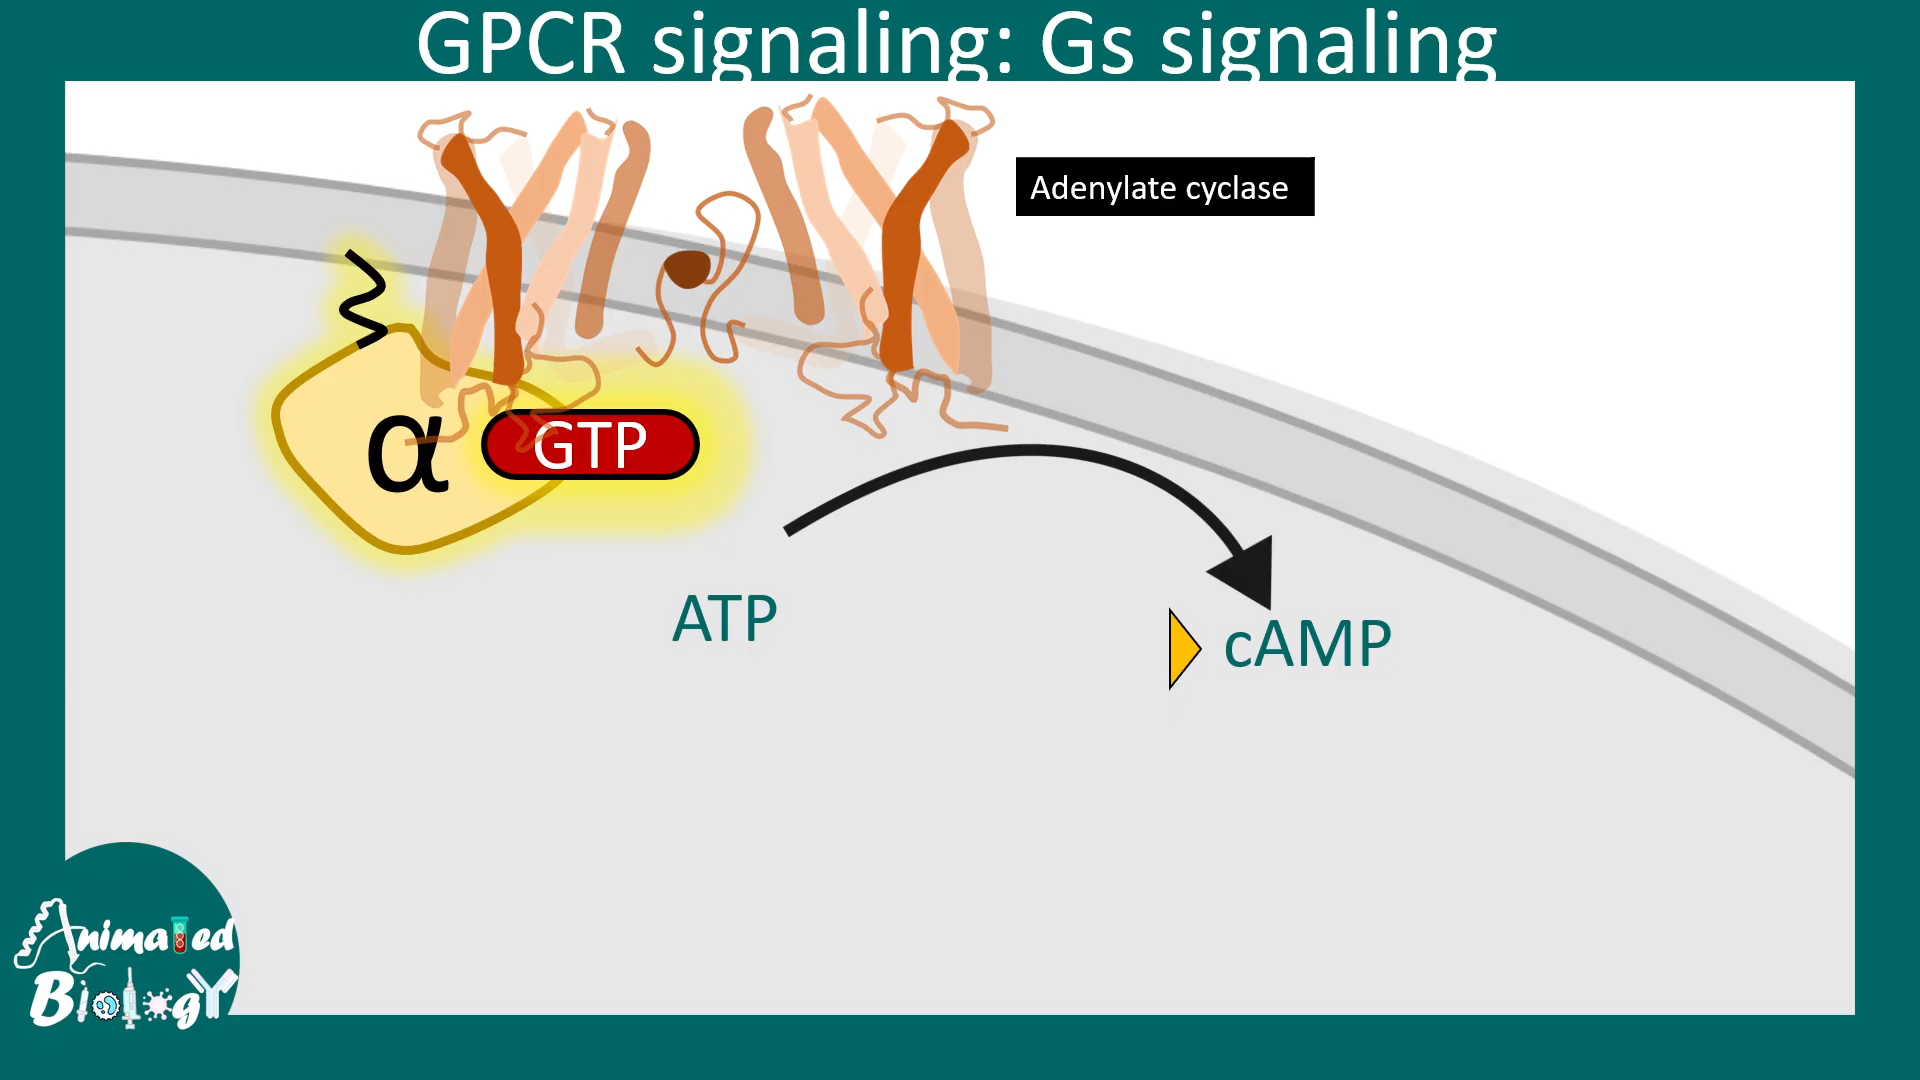 GPCR signaling: Gs signaling
Adenylate cyclase
α
GTP
ATP
cAMP
Animated
Biology